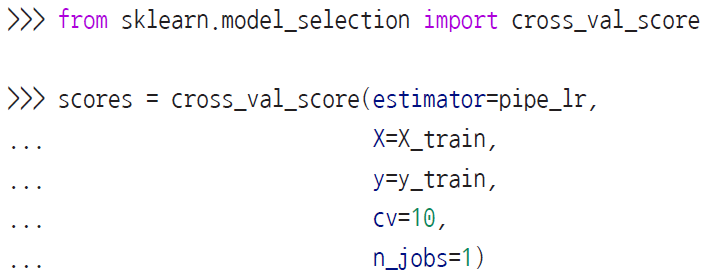 >>> from sklearn.model_selection import cross_val_score
>>> scores = cross_val_score(estimator=pipe_lr,
... X=X_train,
... y=y_train,
... cv=10,
... n_jobs=1)